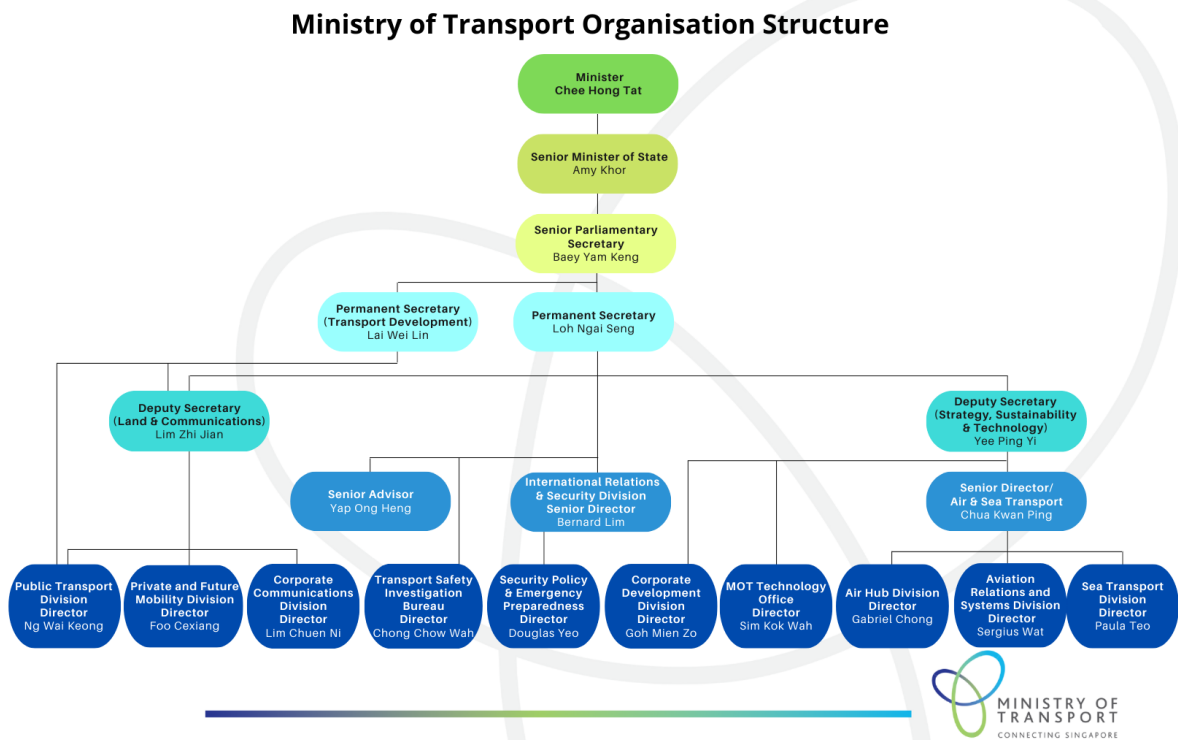 Ministry of Transport Organisation Structure
Minister
Chee Hong Tat
Senior Minister of State
Amy Khor
Senior Parliamentary
Secretary
Baey Yam Keng
Permanent Secretary
(Transport Development)
Lai Wei Lin
Permanent Secretary
Loh Ngai Seng
Deputy Secretary
(Land & Communications)
Lim Zhi Jian
Deputy Secretary
(Strategy, Sustainability
& Technology)
Yee Ping Yi
Senior Advisor
Yap Ong Heng
International Relations
& Security Division
Senior Director
Bernard Lim
Senior Director/
Air & Sea Transport
Chua Kwan Ping
Public Transport
Division
Director
Ng Wai Keong
Private and Future
Mobility Division
Director
Foo Cexiang
Corporate
Communications
Division
Director
Lim Chuen Ni
Transport Safety
Investigation
Bureau
Director
Chong Chow Wah
Security Policy
& Emergency
Preparedness
Director
Douglas Yeo
Corporate
Development
Division
Director
Goh Mien Zo
MOT Technology
Office
Director
Sim Kok Wah
Air Hub Division
Director
Gabriel Chong
Aviation
Relations and
Systems Division
Director
Sergius Wat
Sea Transport
Division
Director
Paula Teo
MINISTRY OF
TRANSPORT
CONNECTING SINGAPORE